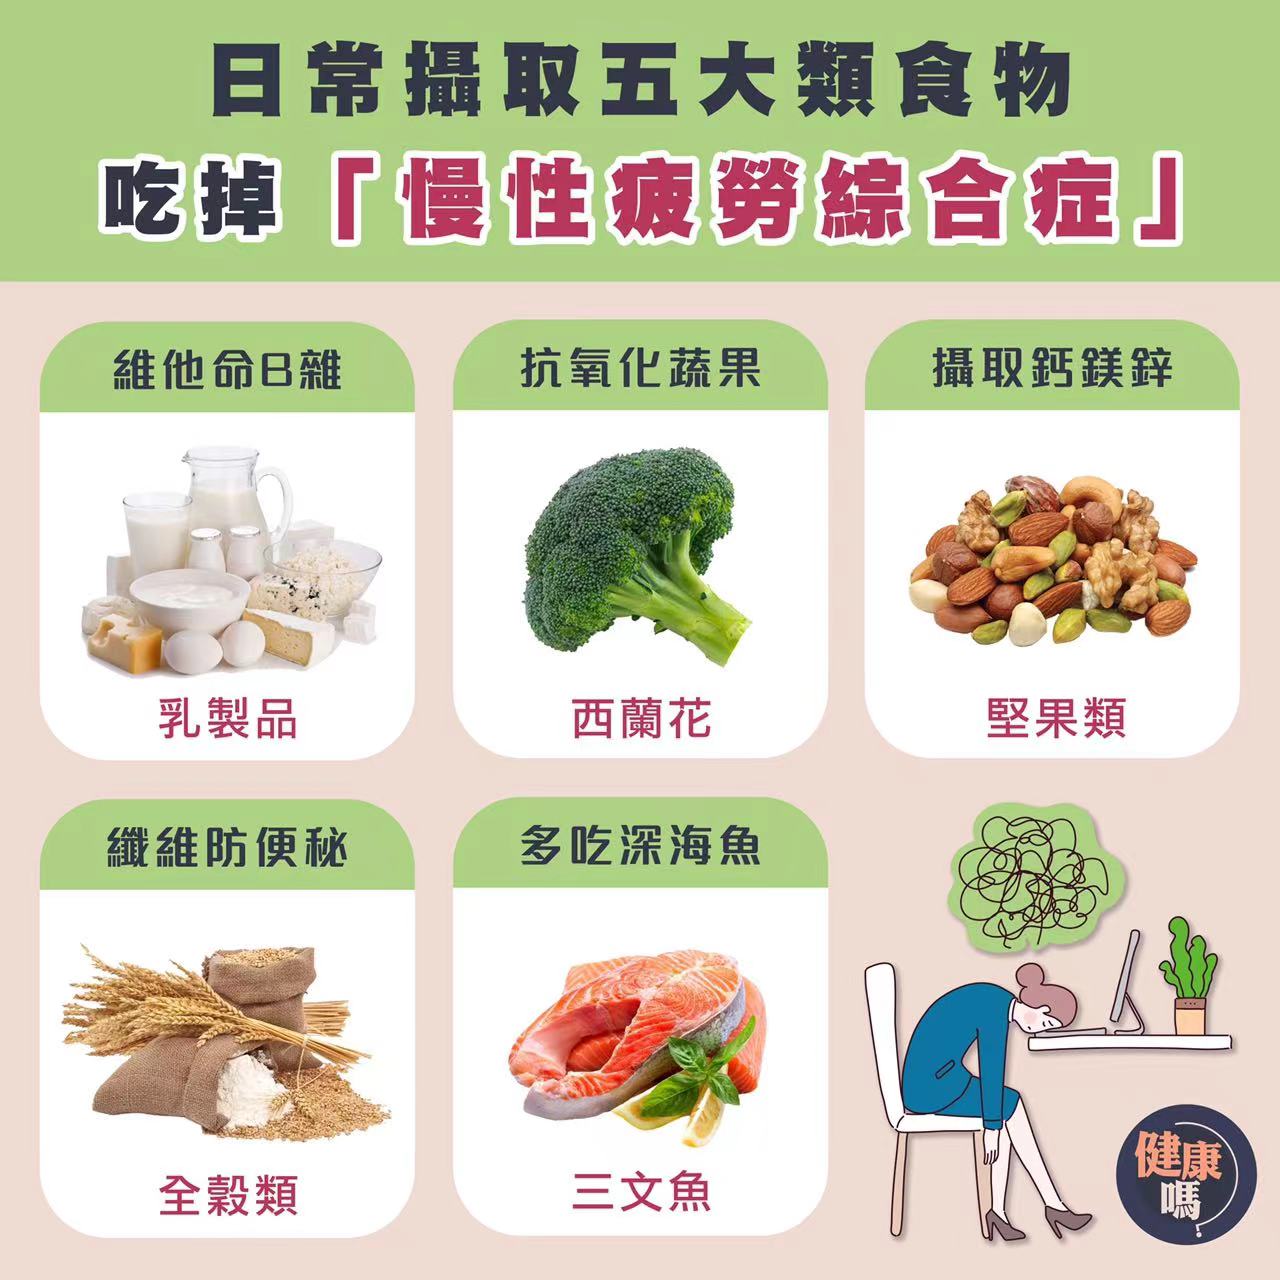 日常攝取五大類食物
吃掉「慢性疲勞綜合症」
維他命B雜
乳製品
抗氧化蔬果
西蘭花
攝取鈣鎂鋅
堅果類
纖維防便秘
全穀類
多吃深海魚
三文魚
健康
嗎?